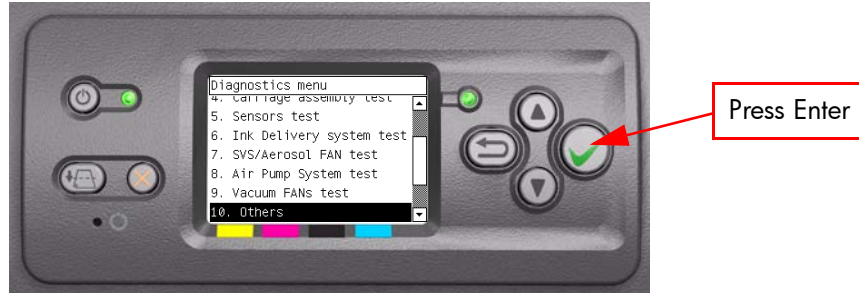 Diagnostics menu
4. Carriage assembly test
5. Sensors test
6. Ink Delivery system test
7. SVS/Aerosol FAN test
8. Air Pump System test
9. Vacuum FANs test
10. Others
Press Enter